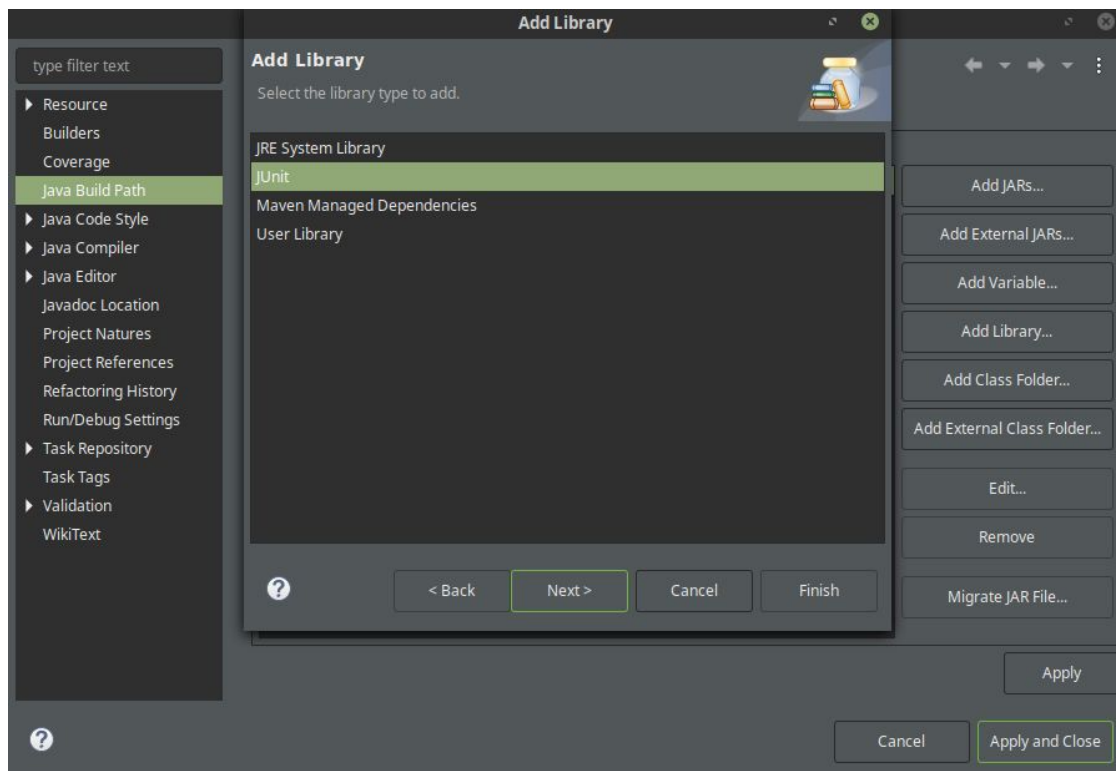 Add Library
type filter text
Resource
Builders
Coverage
Java Build Path
Java Code Style
Java Compiler
Java Editor
Javadoc Location
Project Natures
Project References
Refactoring History
Run/Debug Settings
Task Repository
Task Tags
Validation
WikiText
Add Library
Select the library type to add.
JRE System Library
JUnit
Maven Managed Dependencies
User Library
< Back
Next >
Cancel
Finish
Add JARs...
Add External JARs...
Add Variable...
Add Library...
Add Class Folder...
Add External Class Folder...
Edit...
Remove
Migrate JAR File...
Apply
Cancel
Apply and Close